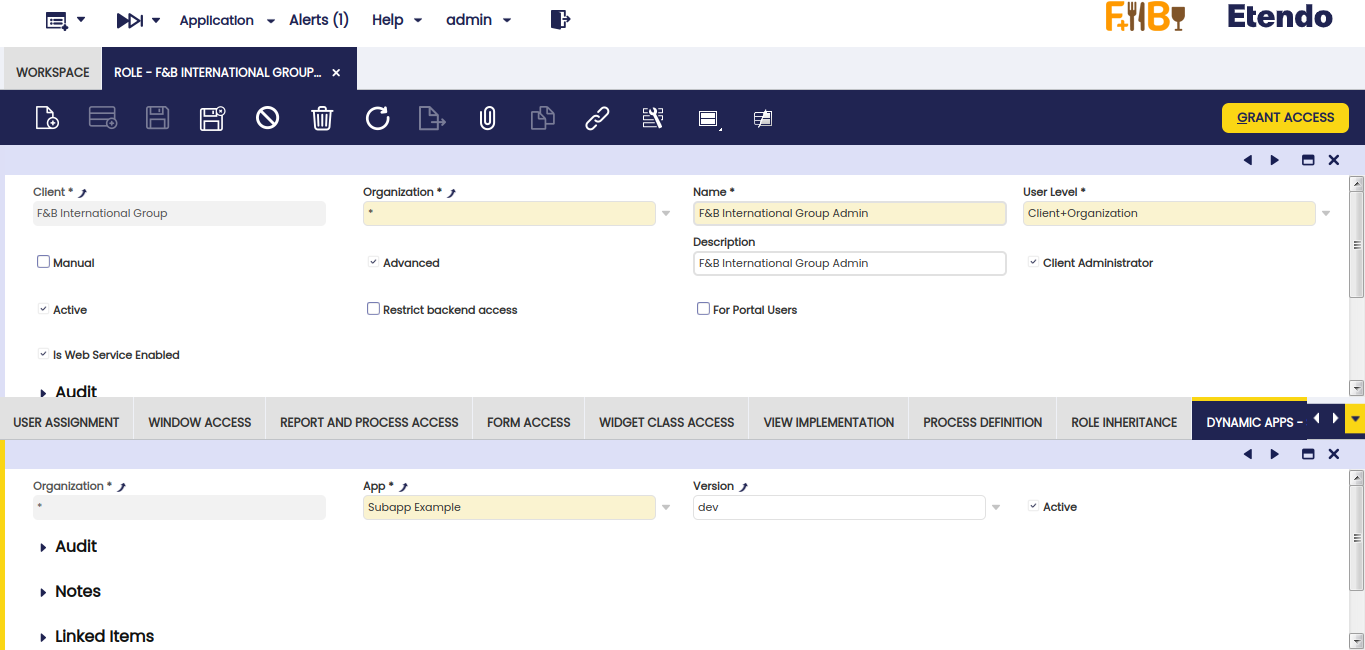 Application Alerts (1) Help admin F+B Etendo
WORKSPACE ROLE - F&B INTERNATIONAL GROUP...
GRANT ACCESS
Client * Organization * Name * User Level *
F&B International Group * F&B International Group Admin Client+Organization
Description
Manual Advanced F&B International Group Admin Client Administrator
Active Restrict backend access For Portal Users
Is Web Service Enabled
Audit
USER ASSIGNMENT WINDOW ACCESS REPORT AND PROCESS ACCESS FORM ACCESS WIDGET CLASS ACCESS VIEW IMPLEMENTATION PROCESS DEFINITION ROLE INHERITANCE DYNAMIC APPS -
Organization * App * Version
* Subapp Example dev Active
Audit
Notes
Linked Items